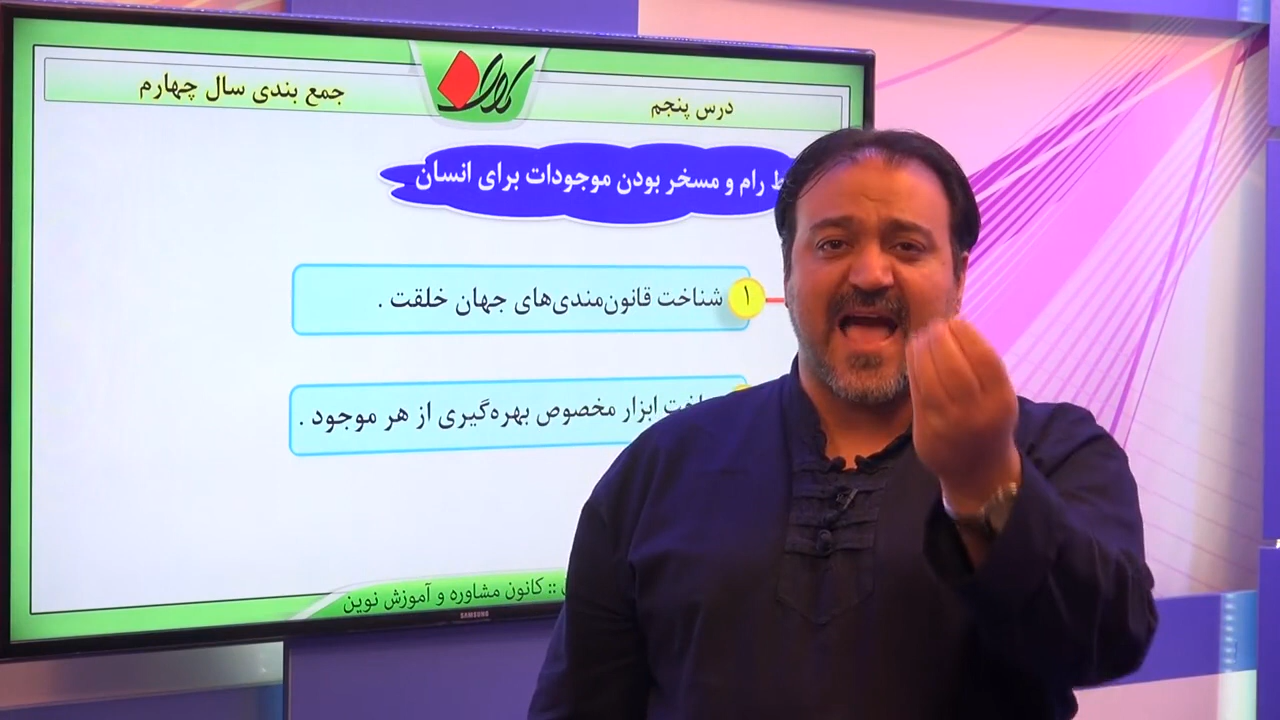 درس پنجم
جمع بندی سال چهارم
رام و مسخر بودن موجودات برای انسان
۱ شناخت قانون‌مندی‌های جهان خلقت .
ابزار مخصوص بهره‌گیری از هر موجود .
:: کانون مشاوره و آموزش نوین
SAMSUNG